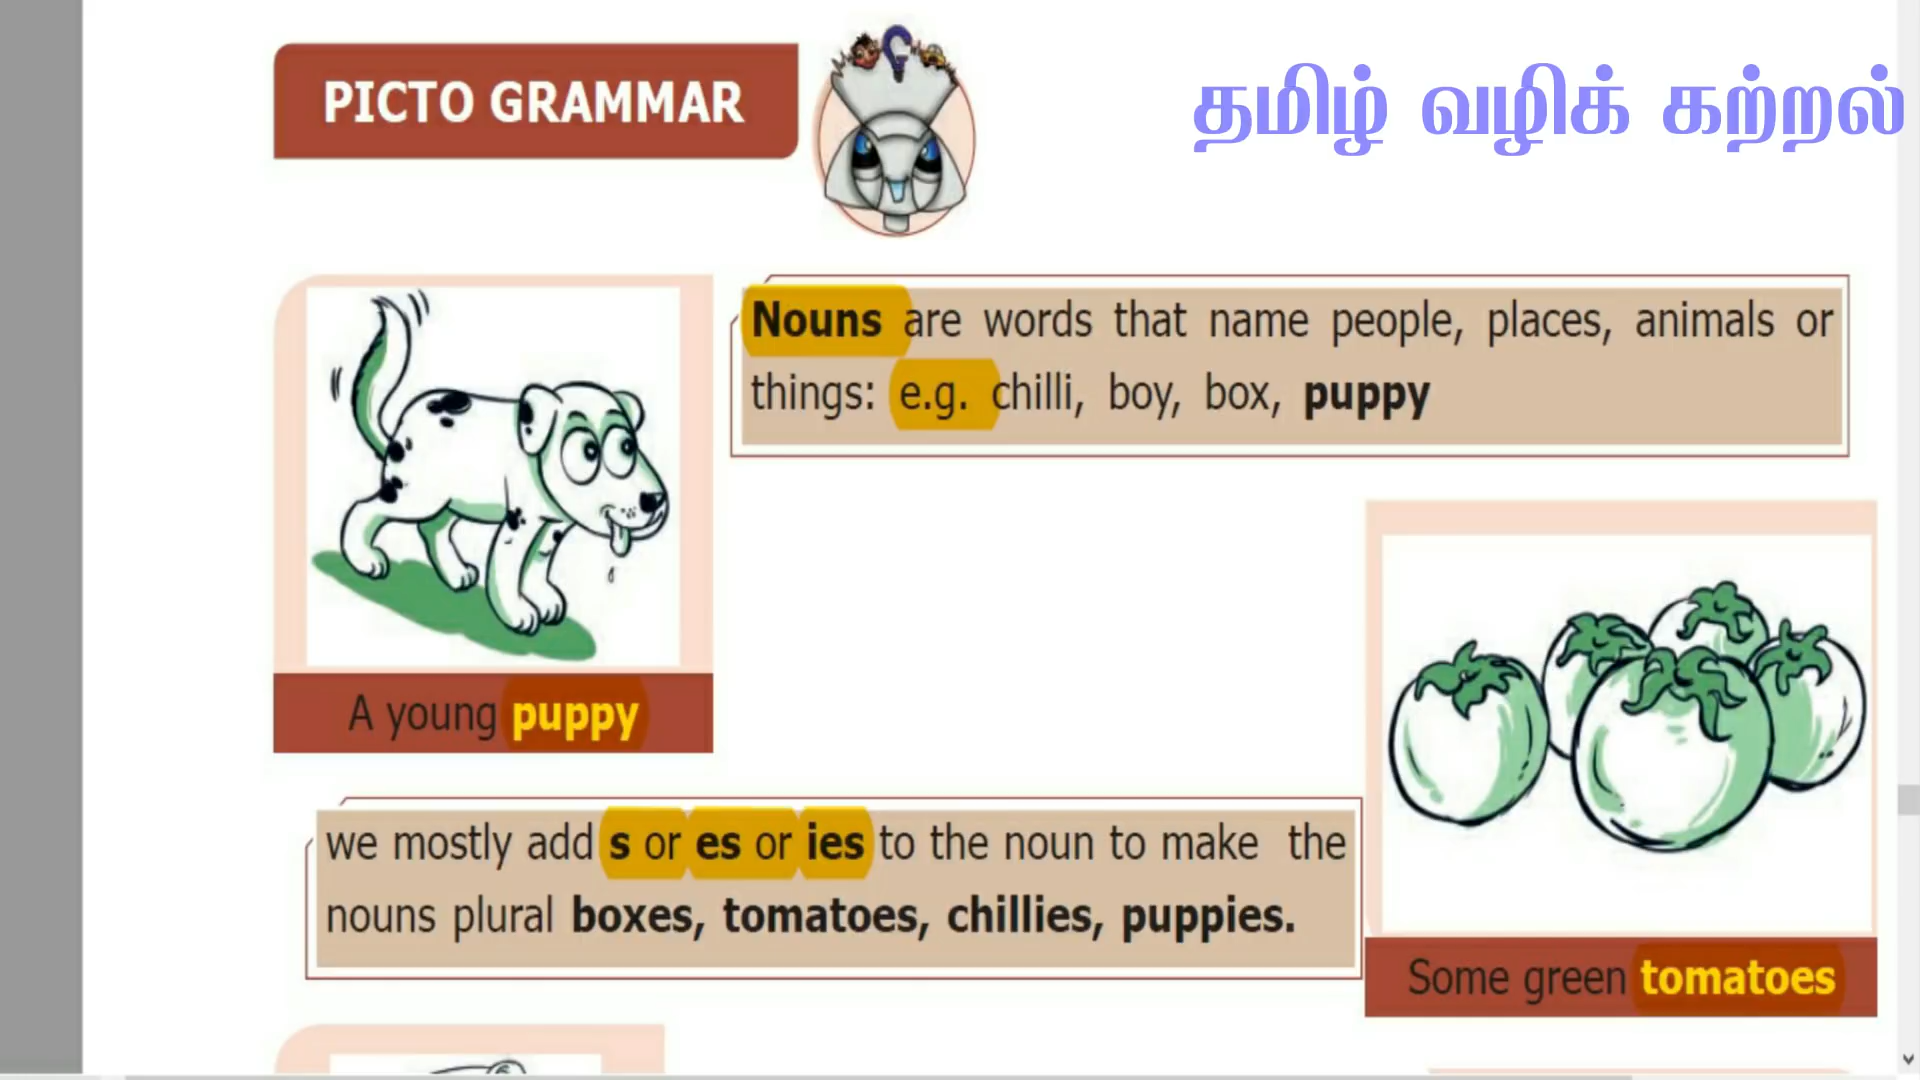 PICTO GRAMMAR
தமிழ் வழிக் கற்றல்
Nouns are words that name people, places, animals or
things: e.g. chilli, boy, box, puppy
A young puppy
we mostly add s or es or ies to the noun to make the
nouns plural boxes, tomatoes, chillies, puppies.
Some green tomatoes